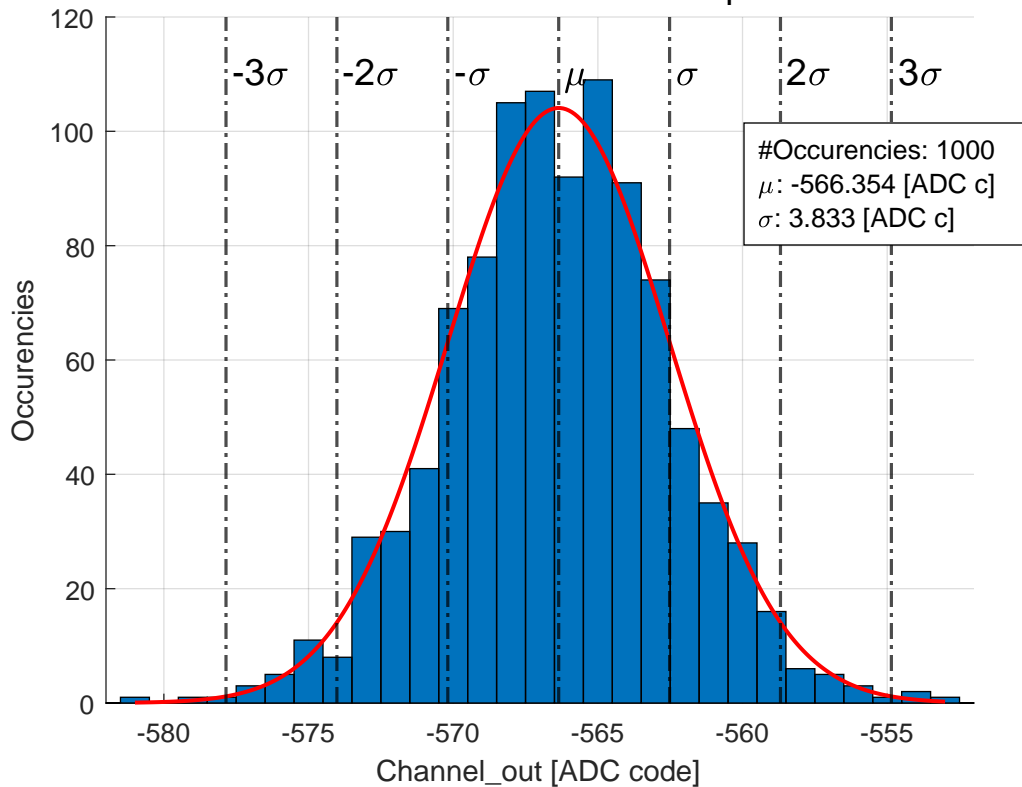 120
100
80
60
40
20
0
-3σ
-2σ
-σ
μ
σ
2σ
3σ
#Occurencies: 1000
μ: -566.354 [ADC c]
σ: 3.833 [ADC c]
Occurencies
-580
-575
-570
-565
-560
-555
Channel_out [ADC code]